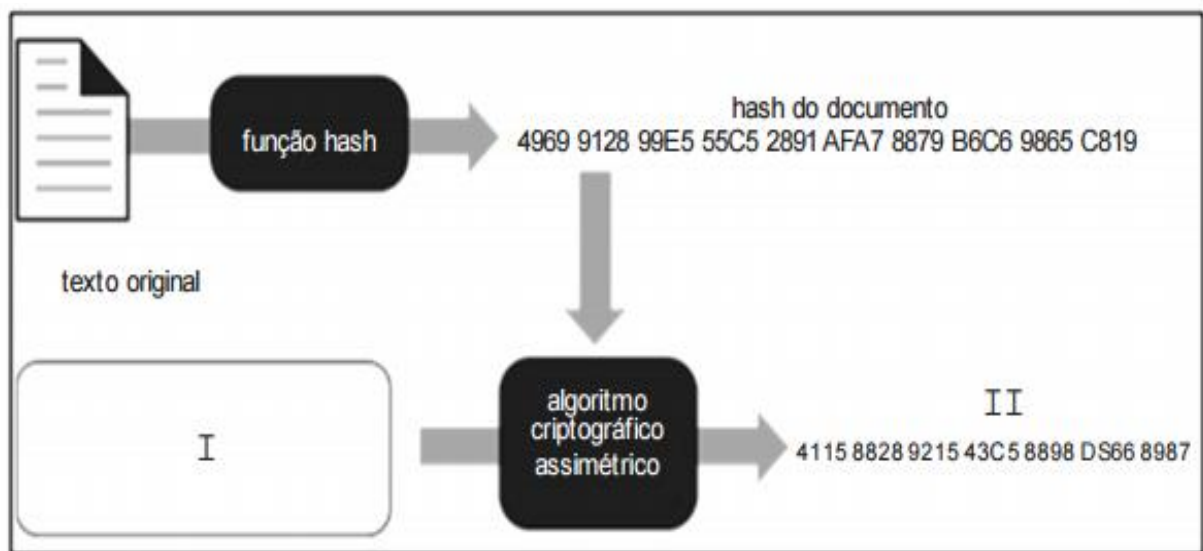 função hash
hash do documento
4969 9128 99E5 55C5 2891 AFA7 8879 B6C6 9865 C819
texto original
I
algoritmo
criptográfico
assimétrico
II
4115 8828 9215 43C5 8898 DS66 8987